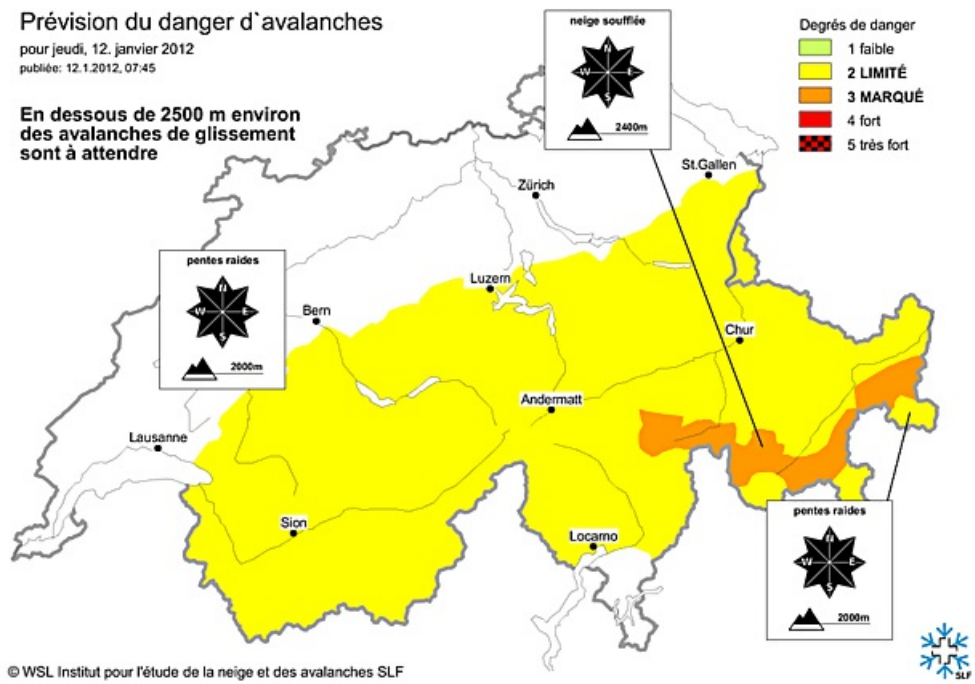 Prévision du danger d`avalanches
pour jeudi, 12. janvier 2012
publiée: 12.1.2012, 07:45
En dessous de 2500 m environ
des avalanches de glissement
sont à attendre
neige soufflée
N
W E
S
2400m
Degrés de danger
1 faible
2 LIMITÉ
3 MARQUÉ
4 fort
5 très fort
St.Gallen
Zürich
pentes raides
N
W E
S
2000m
Luzern
Bern
Chur
Andermatt
Lausanne
Sion
Locarno
pentes raides
N
W E
S
2000m
© WSL Institut pour l'étude de la neige et des avalanches SLF
SLF